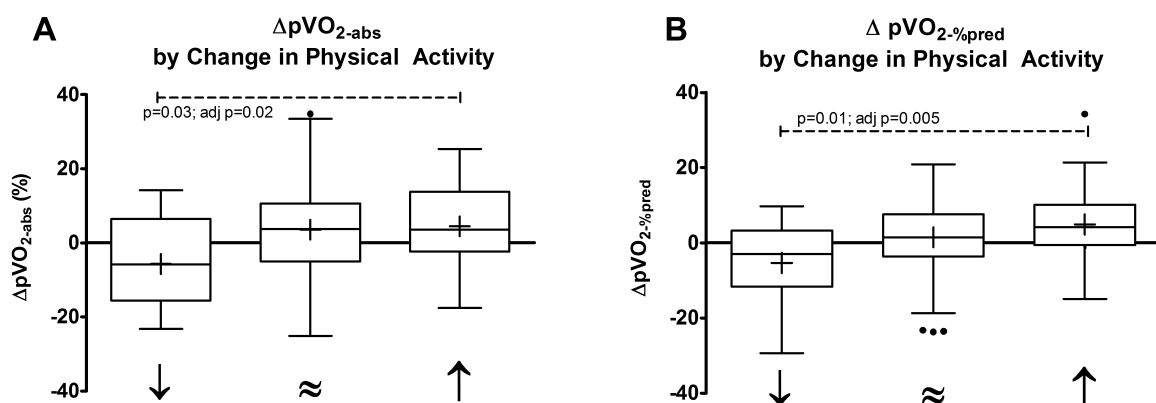 A
ΔpVO2-abs
by Change in Physical Activity
40
20
0
-20
-40
ΔpVO2-abs (%)
p=0.03; adj p=0.02
↓ ≈ ↑
B
Δ pVO2-%pred
by Change in Physical Activity
40
20
0
-20
-40
ΔpVO2-%pred
p=0.01; adj p=0.005
↓ ≈ ↑